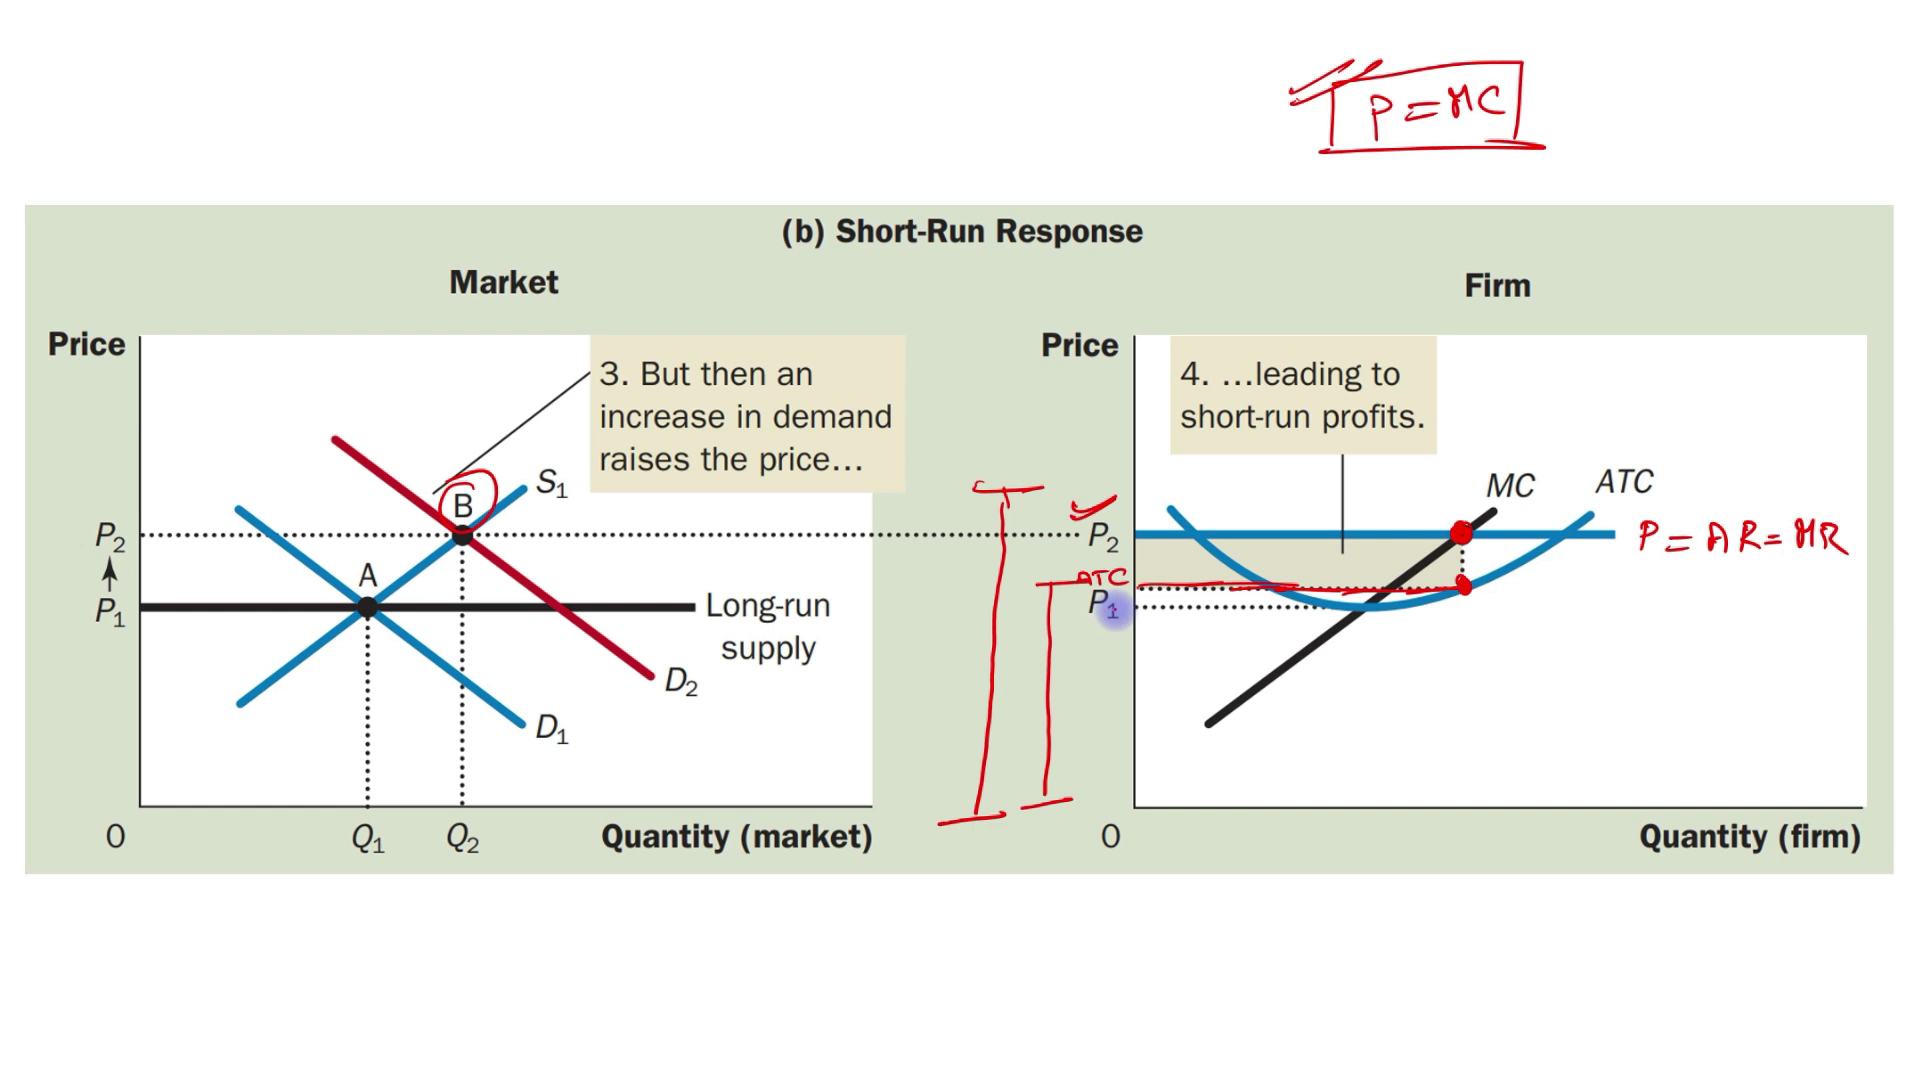 P = MC
(b) Short-Run Response
Market
Firm
Price
3. But then an
increase in demand
raises the price…
Price
4. …leading to
short-run profits.
B
S1
MC
ATC
P2
P2
P = AR = MR
A
ATC
P1
P1
Long-run
supply
D2
D1
0
Q1
Q2
Quantity (market)
0
Quantity (firm)